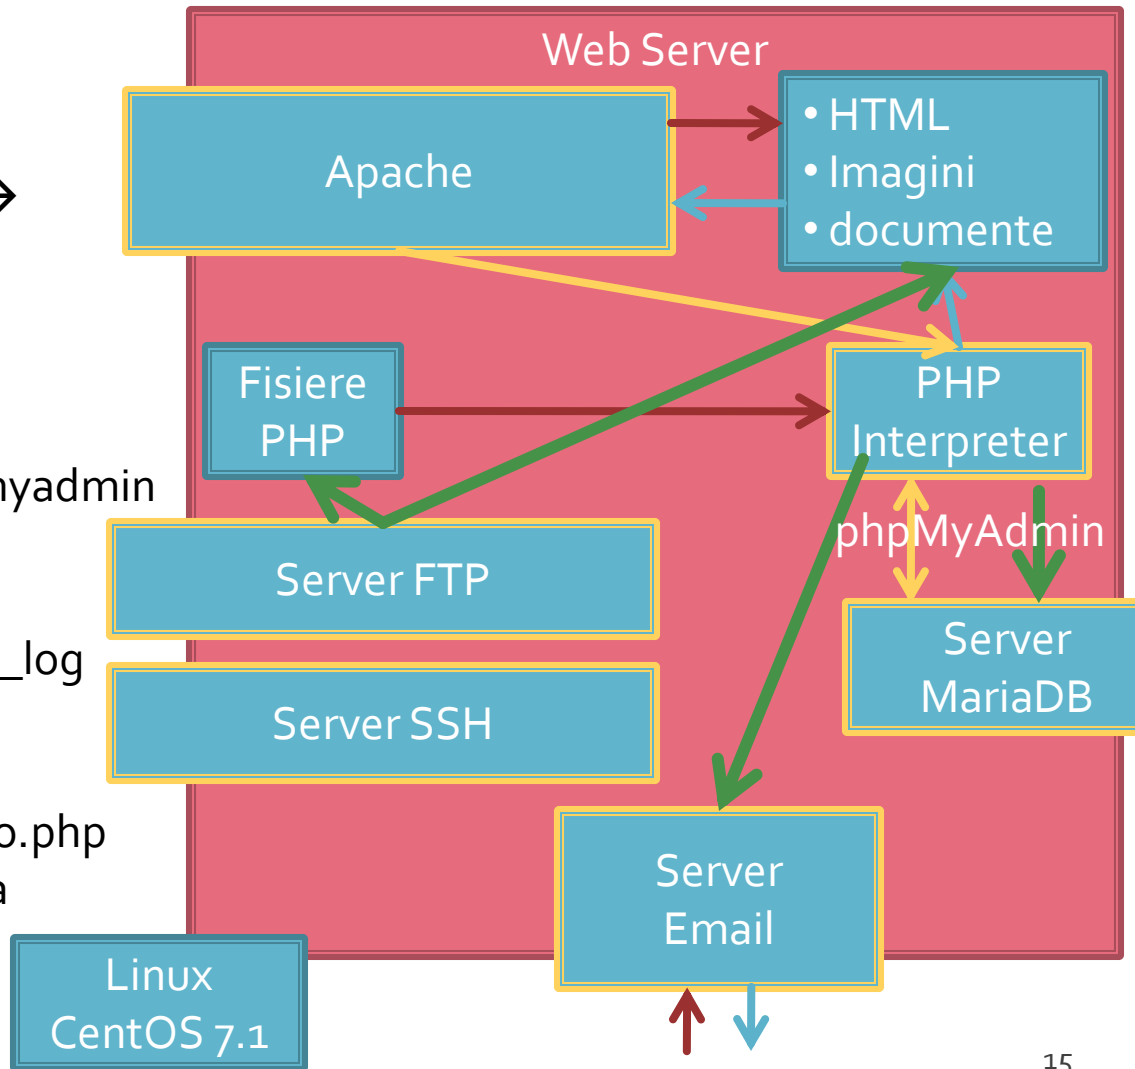 Web Server
Apache
• HTML
• Imagini
• documente
Fisiere
PHP
PHP
Interpreter
myadmin
phpMyAdmin
Server FTP
Server
MariaDB
_log
Server SSH
o.php
a
Server
Email
Linux
CentOS 7.1
15